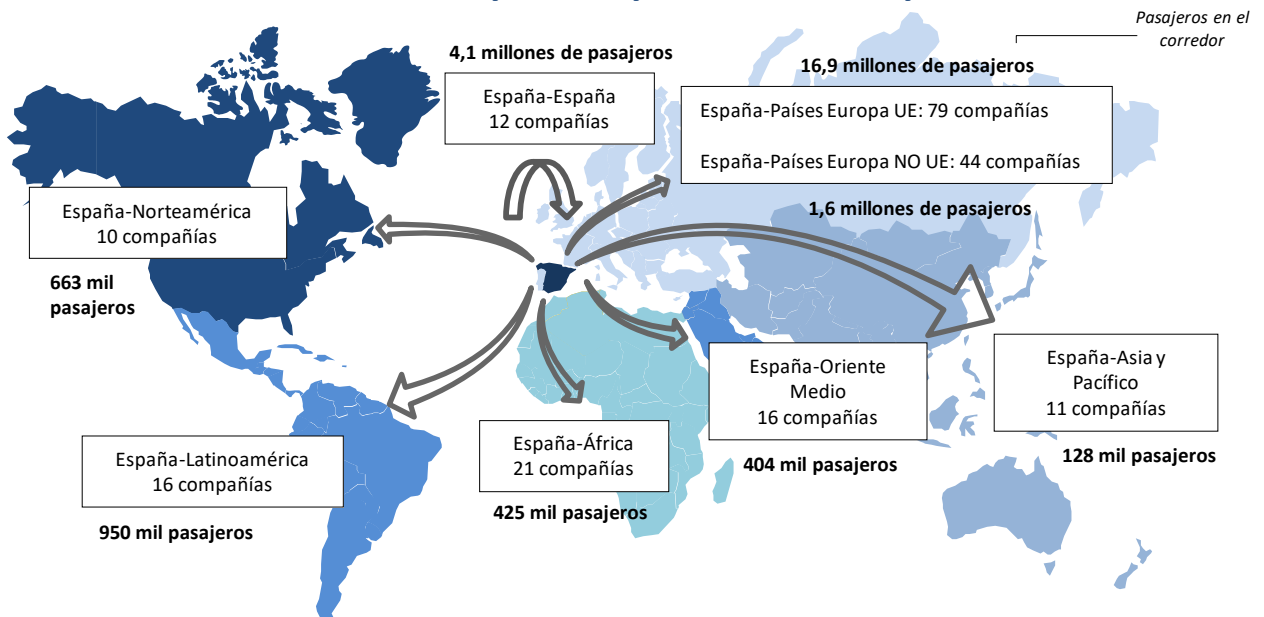 Pasajeros en el
corredor
4,1 millones de pasajeros
España-España
12 compañías
16,9 millones de pasajeros
España-Países Europa UE: 79 compañías
España-Países Europa NO UE: 44 compañías
1,6 millones de pasajeros
España-Norteamérica
10 compañías
663 mil
pasajeros
España-Latinoamérica
16 compañías
950 mil pasajeros
España-África
21 compañías
425 mil pasajeros
España-Oriente
Medio
16 compañías
404 mil pasajeros
España-Asia y
Pacífico
11 compañías
128 mil pasajeros